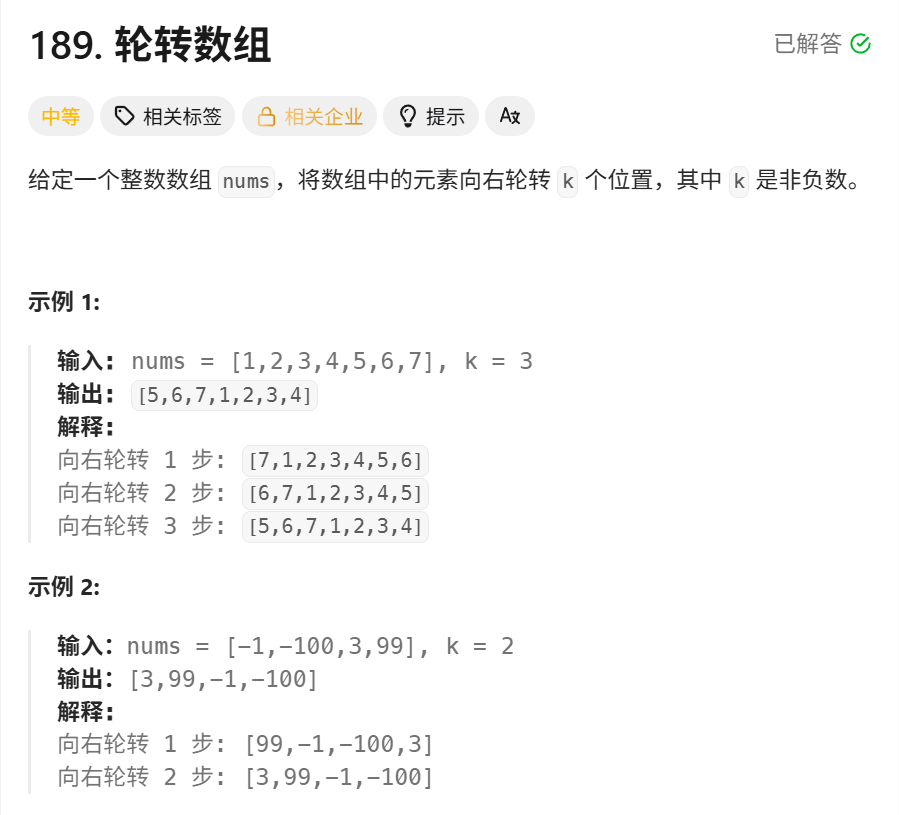 189. 轮转数组
已解答
中等 相关标签 相关企业 提示 Aあ
给定一个整数数组 nums，将数组中的元素向右轮转 k 个位置，其中 k 是非负数。
示例 1:
输入: nums = [1,2,3,4,5,6,7], k = 3
输出: [5,6,7,1,2,3,4]
解释:
向右轮转 1 步: [7,1,2,3,4,5,6]
向右轮转 2 步: [6,7,1,2,3,4,5]
向右轮转 3 步: [5,6,7,1,2,3,4]
示例 2:
输入：nums = [-1,-100,3,99], k = 2
输出：[3,99,-1,-100]
解释:
向右轮转 1 步: [99,-1,-100,3]
向右轮转 2 步: [3,99,-1,-100]